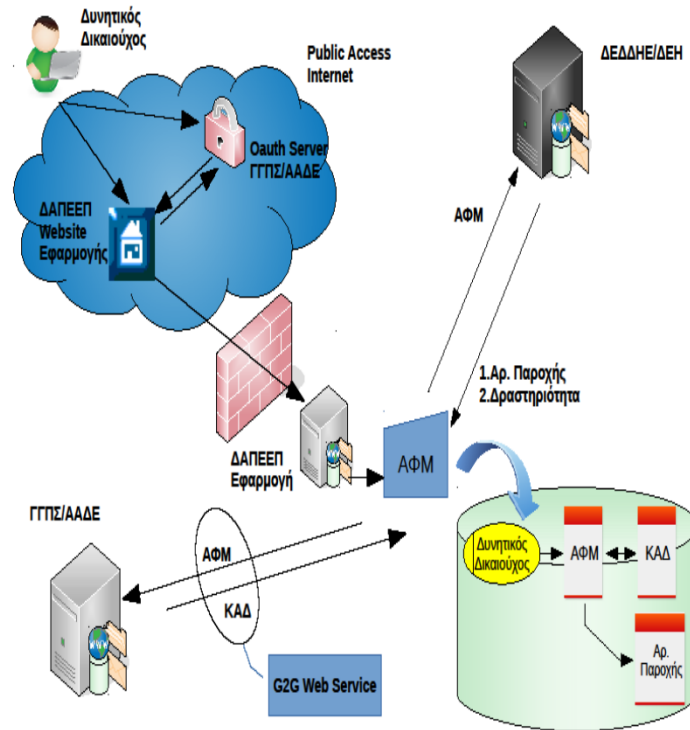 Δυνητικός
Δικαιούχος
Public Access
Internet
ΔΕΔΔΗΕ/ΔΕΗ
Oauth Server
ΓΓΠΣ/ΑΑΔΕ
ΔΑΠΕΕΠ
Website
Εφαρμογής
ΑΦΜ
1.Αρ. Παροχής
2.Δραστηριότητα
ΔΑΠΕΕΠ
Εφαρμογή
ΑΦΜ
ΓΓΠΣ/ΑΑΔΕ
ΑΦΜ
ΚΑΔ
G2G Web Service
Δυνητικός
Δικαιούχος
ΑΦΜ
ΚΑΔ
Αρ.
Παροχής